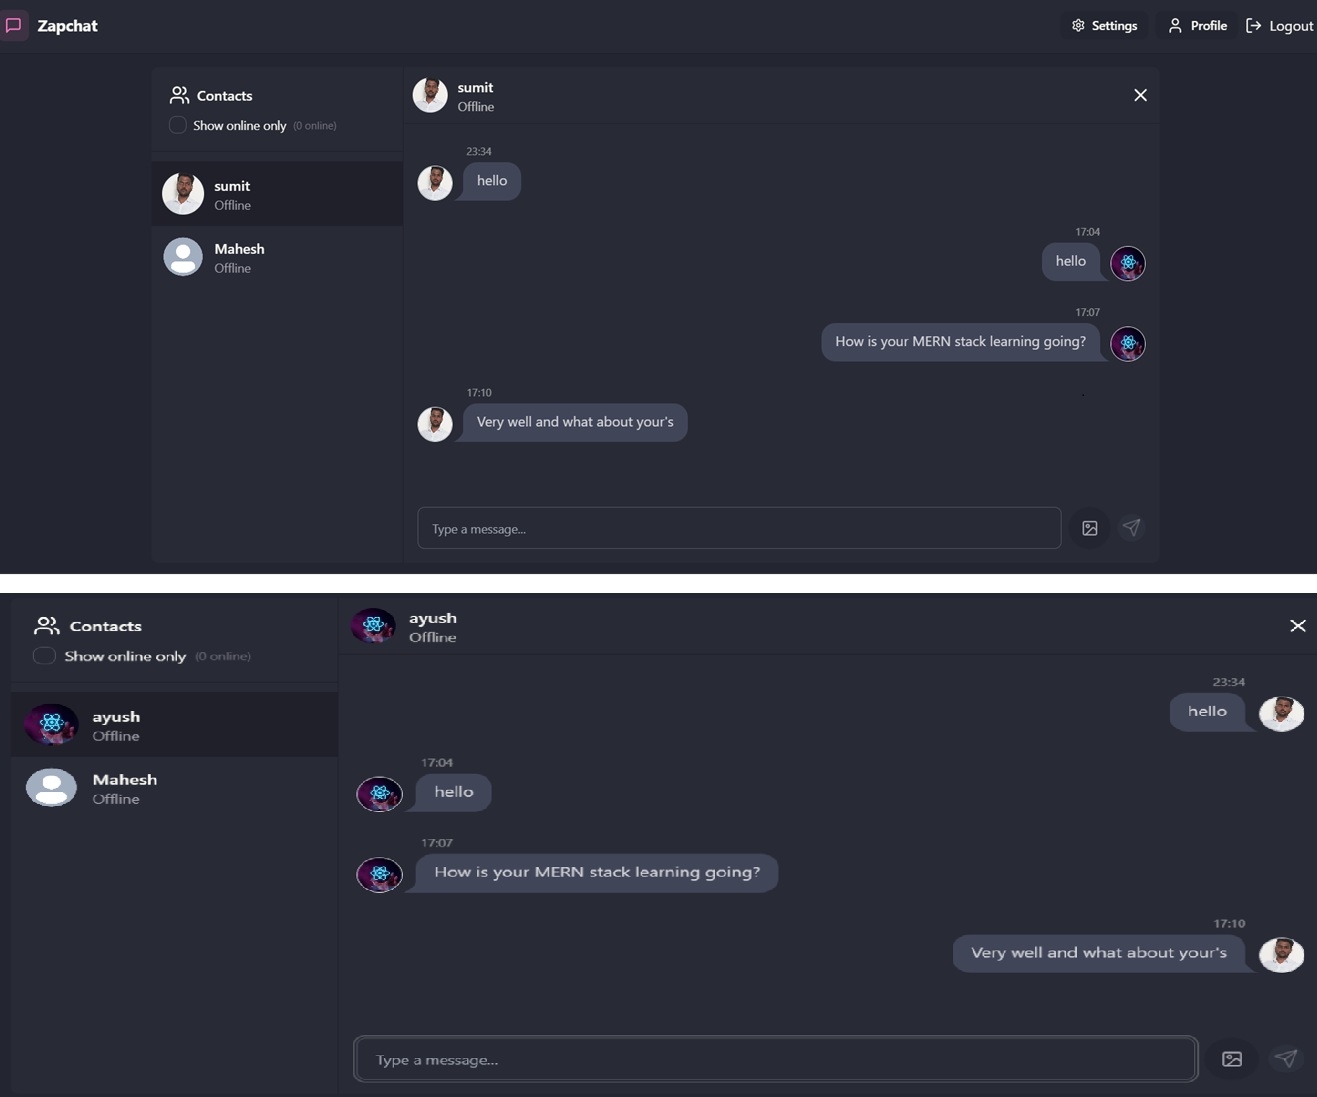 Zapchat
Settings Profile Logout
Contacts
Show online only (0 online)
sumit
Offline
Mahesh
Offline
sumit
Offline
23:34
hello
17:04
hello
17:07
How is your MERN stack learning going?
17:10
Very well and what about your's
Type a message...
Contacts
Show online only (0 online)
ayush
Offline
Mahesh
Offline
ayush
Offline
23:34
hello
17:04
hello
17:07
How is your MERN stack learning going?
17:10
Very well and what about your's
Type a message...